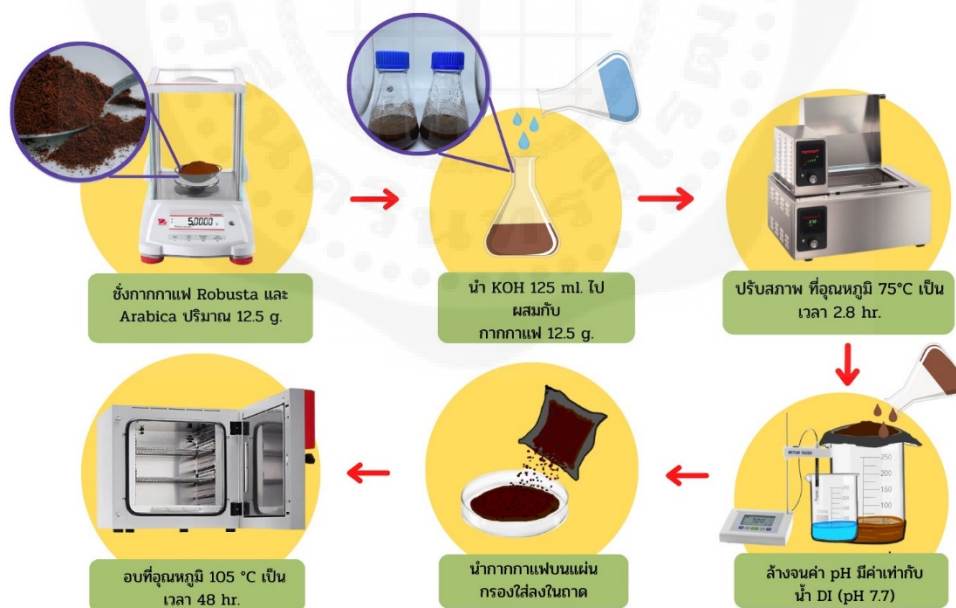 5.0000
ชั่งกากกาแฟ Robusta และ
Arabica ปริมาณ 12.5 g.
นำ KOH 125 ml. ไป
ผสมกับ
กากกาแฟ 12.5 g.
ปรับสภาพ ที่อุณหภูมิ 75°C เป็น
เวลา 2.8 hr.
250
200
150
100
ล้างจนค่า pH มีค่าเท่ากับ
น้ำ DI (pH 7.7)
นำกากกาแฟบนแผ่น
กรองใส่ลงในถาด
อบที่อุณหภูมิ 105 °C เป็น
เวลา 48 hr.